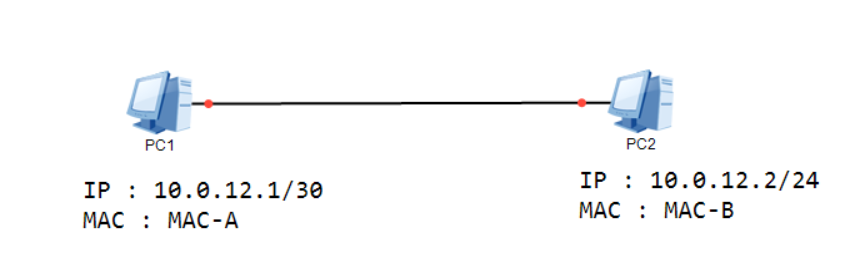 PC1
PC2
IP : 10.0.12.1/30
MAC : MAC-A
IP : 10.0.12.2/24
MAC : MAC-B